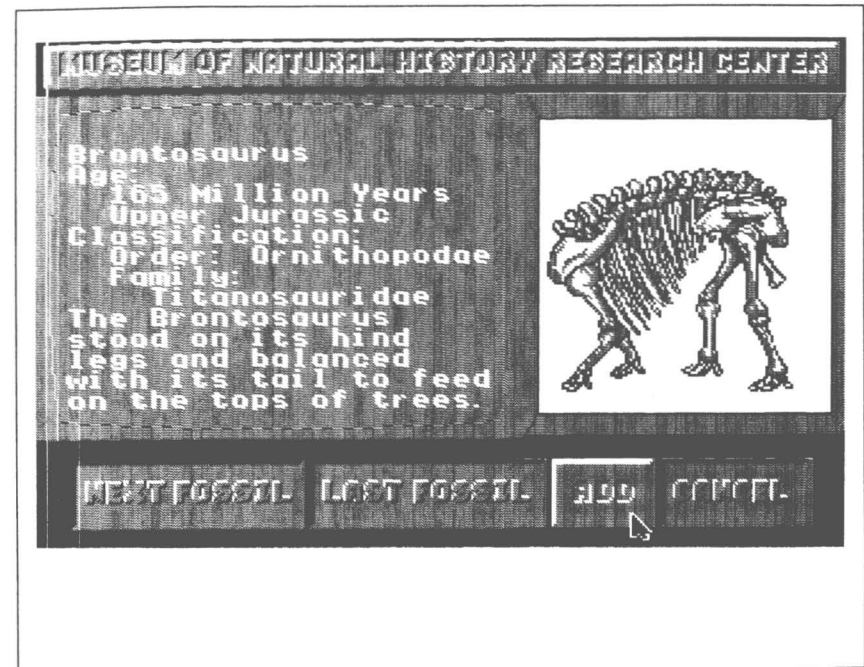 MUSEUM OF NATURAL HISTORY RESEARCH CENTER
Brontosaurus
Age:
165 Million Years
Upper Jurassic
Classification:
Order: Ornithopodae
Family:
Titanosauridae
The Brontosaurus
stood on its hind
legs and balanced
with its tail to feed
on the tops of trees.
NEXT FOSSIL LAST FOSSIL ADD CANCEL